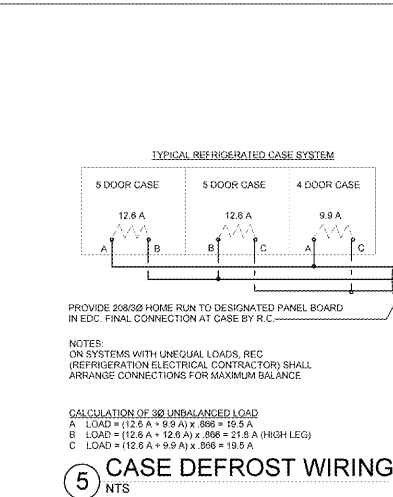 TYPICAL REFRIGERATED CASE SYSTEM
5 DOOR CASE
5 DOOR CASE
4 DOOR CASE
12.6 A
12.6 A
9.9 A
A
B
B
C
A
C
PROVIDE 208/3Ø HOME RUN TO DESIGNATED PANEL BOARD
IN EDC. FINAL CONNECTION AT CASE BY R.C.
NOTES:
ON SYSTEMS WITH UNEQUAL LOADS, REC
(REFRIGERATION ELECTRICAL CONTRACTOR) SHALL
ARRANGE CONNECTIONS FOR MAXIMUM BALANCE
CALCULATION OF 3Ø UNBALANCED LOAD
A LOAD = (12.6 A + 9.9 A) x .866 = 19.5 A
B LOAD = (12.6 A + 12.6 A) x .866 = 21.8 A (HIGH LEG)
C LOAD = (12.6 A + 9.9 A) x .866 = 19.5 A
5
CASE DEFROST WIRING
NTS